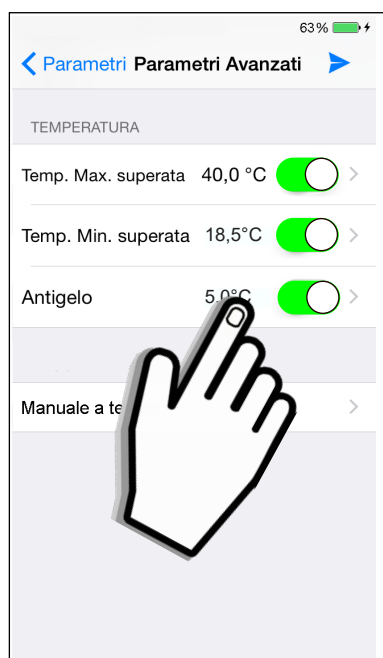 63%
Parametri Parametri Avanzati
TEMPERATURA
Temp. Max. superata 40,0 °C
Temp. Min. superata 18,5°C
Antigelo 5,0°C
Manuale a